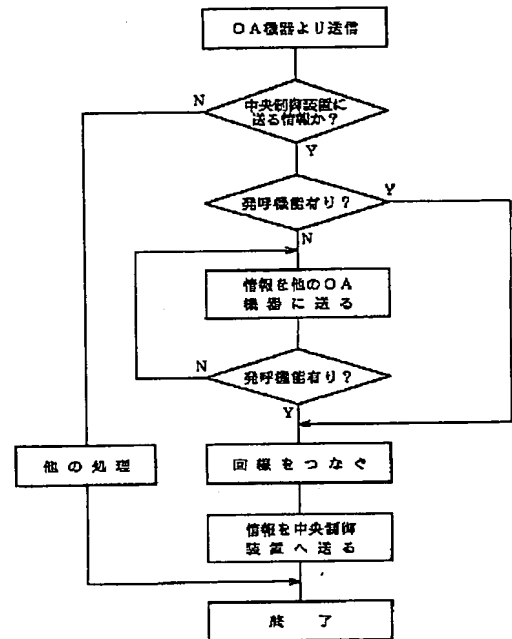 OA機器より送信
N
中央制御装置に
送る情報か？
Y
発呼機能有り？
Y
N
情報を他のOA
機器に送る
N
発呼機能有り？
Y
他の処理
回線をつなぐ
情報を中央制御
装置へ送る
終了